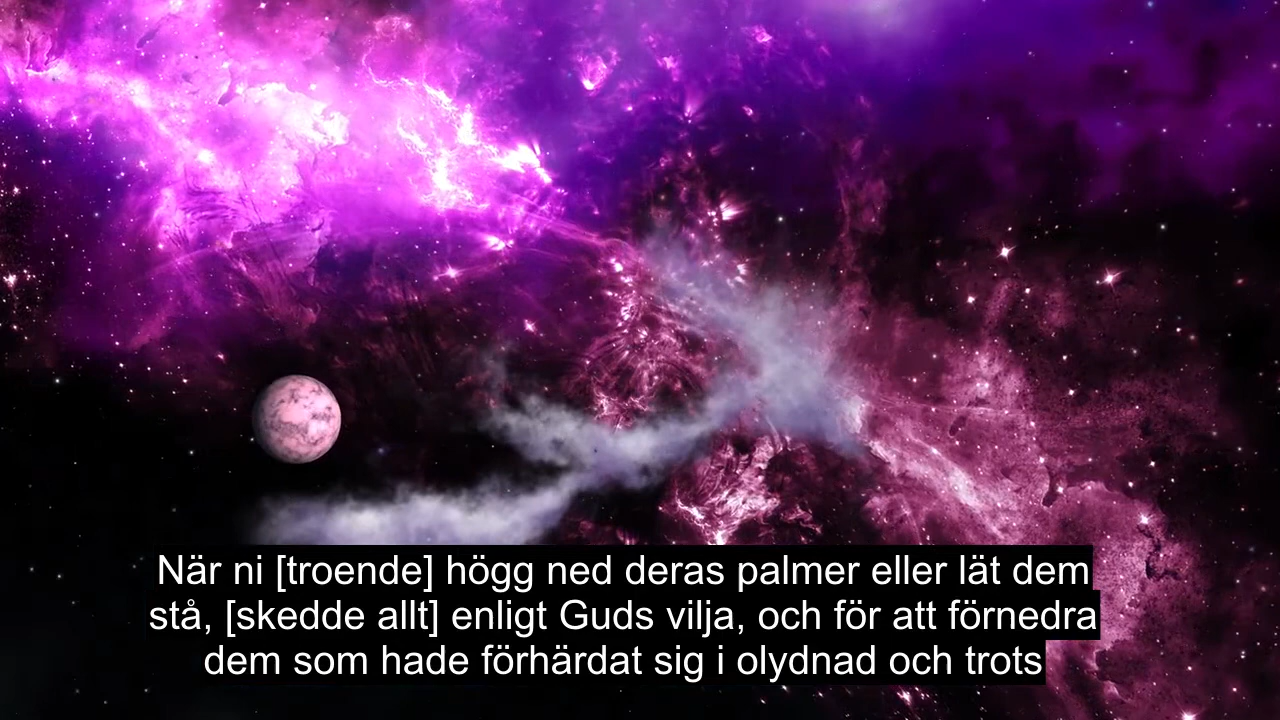 När ni [troende] högg ned deras palmer eller lät dem
stå, [skedde allt] enligt Guds vilja, och för att förnedra
dem som hade förhärdat sig i olydnad och trots